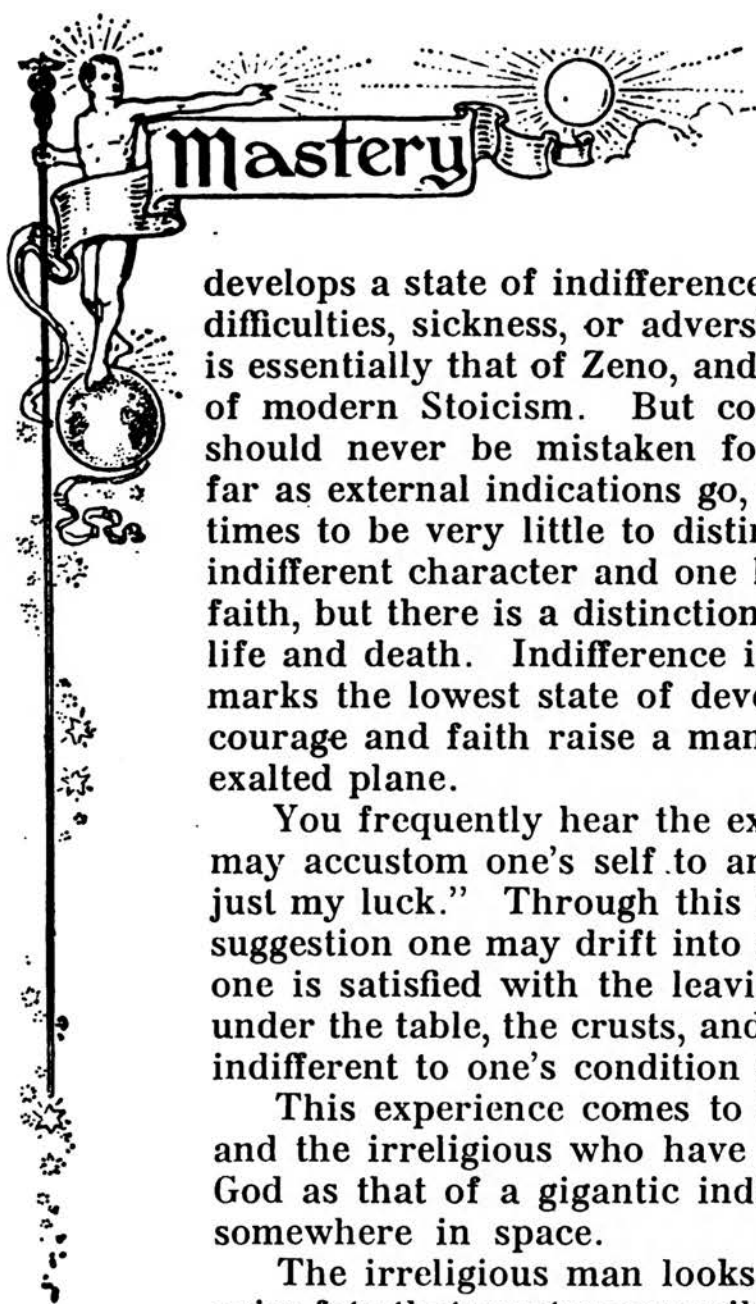 Mastery
develops a state of indifference
difficulties, sickness, or advers
is essentially that of Zeno, and
of modern Stoicism. But co
should never be mistaken fo
far as external indications go,
times to be very little to distin
indifferent character and one
faith, but there is a distinction
life and death. Indifference i
marks the lowest state of deve
courage and faith raise a man
exalted plane.
You frequently hear the ex
may accustom one's self to a
just my luck." Through this
suggestion one may drift into
one is satisfied with the leavi
under the table, the crusts, and
indifferent to one's condition
This experience comes to
and the irreligious who have
God as that of a gigantic ind
somewhere in space.
The irreligious man looks